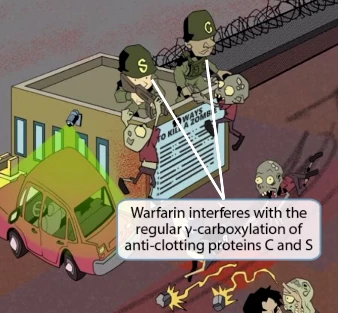 S
C
WAYS
TO KILL A ZOMBIE
Warfarin interferes with the
regular γ-carboxylation of
anti-clotting proteins C and S